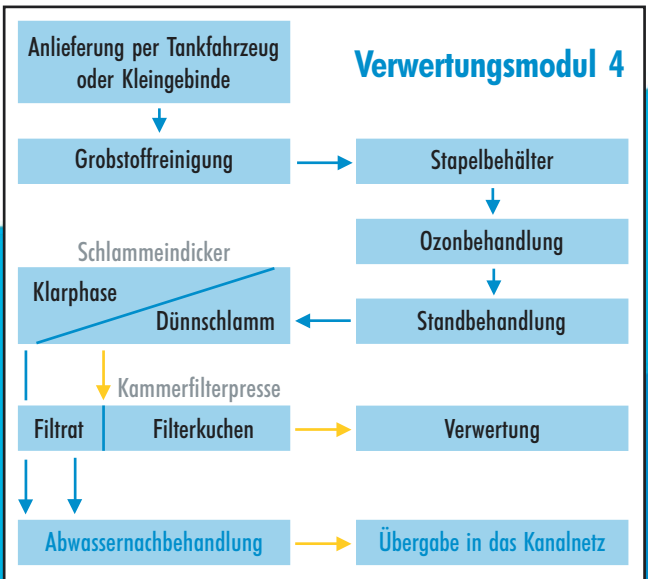 Anlieferung per Tankfahrzeug
oder Kleingebinde
Verwertungsmodul 4
Grobstoffreinigung
Stapelbehälter
Ozonbehandlung
Schlammeindicker
Klarphase
Dünnschlamm
Standbehandlung
Kammerfilterpresse
Filtrat
Filterkuchen
Verwertung
Abwassernachbehandlung
Übergabe in das Kanalnetz